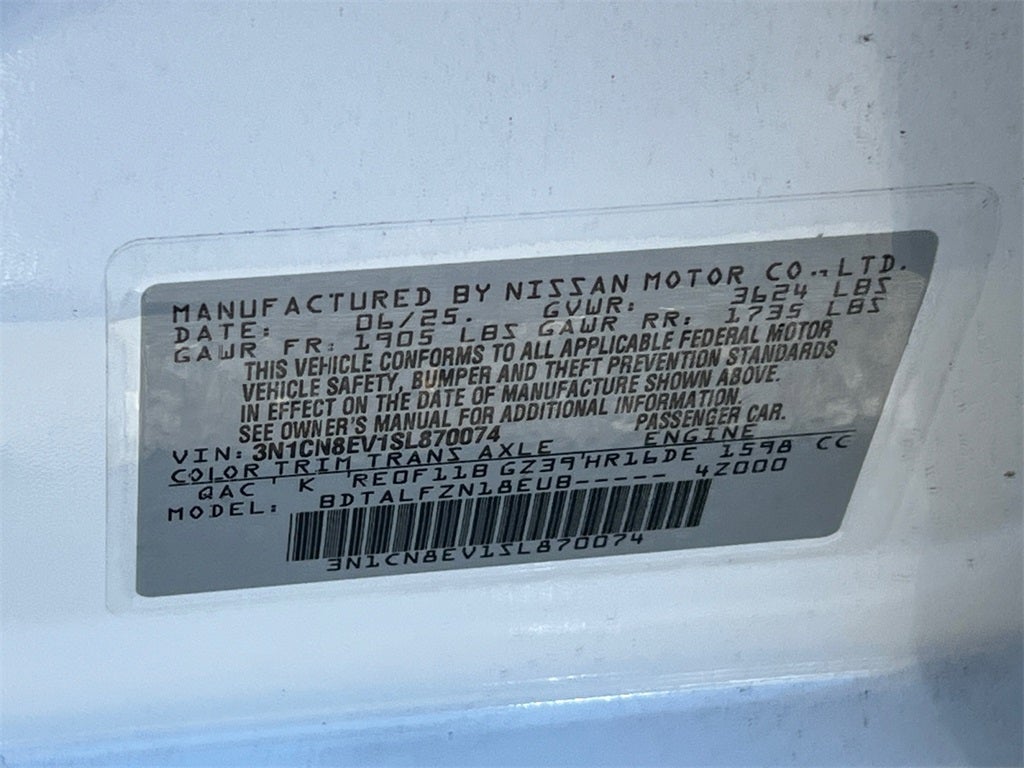 MANUFACTURED BY NISSAN MOTOR CO., LTD.
DATE: 06/25. GVWR: 3624 LBS
GAWR FR: 1905 LBS GAWR RR: 1735 LBS
THIS VEHICLE CONFORMS TO ALL APPLICABLE FEDERAL MOTOR
VEHICLE SAFETY, BUMPER AND THEFT PREVENTION STANDARDS
IN EFFECT ON THE DATE OF MANUFACTURE SHOWN ABOVE.
SEE OWNER'S MANUAL FOR ADDITIONAL INFORMATION.
PASSENGER CAR.
VIN: 3N1CN8EV1SL870074
COLOR TRIM TRANS AXLE ENGINE
QAC K RE0F11B GZ39 HR16DE 1598 CC
MODEL: BDTALFZN18EUB----- 4Z000
3N1CN8EV1SL870074